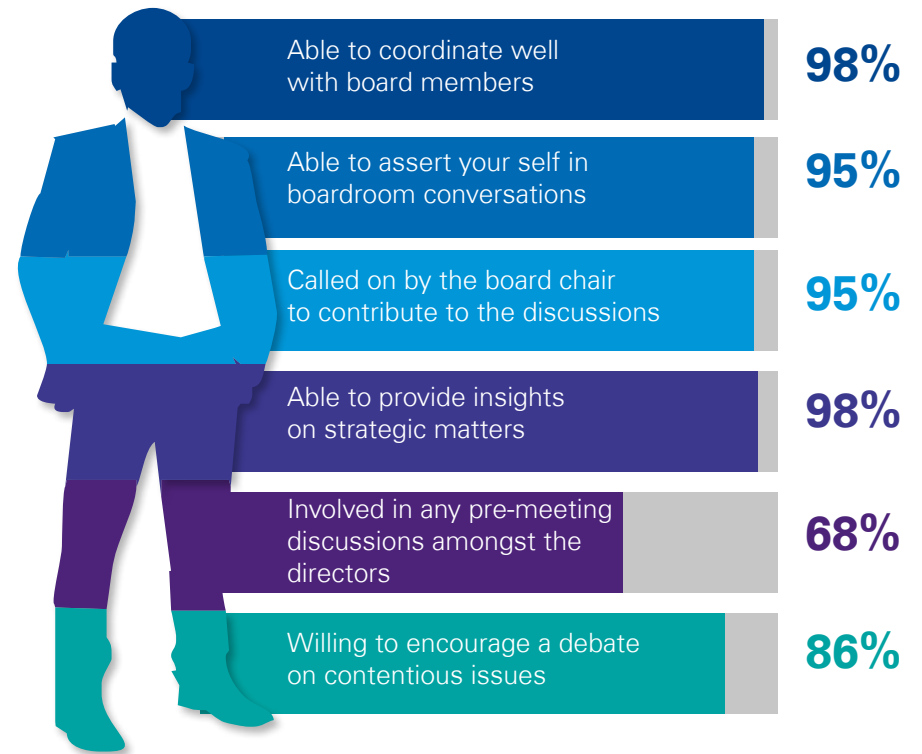 Able to coordinate well
with board members
98%
Able to assert your self in
boardroom conversations
95%
Called on by the board chair
to contribute to the discussions
95%
Able to provide insights
on strategic matters
98%
Involved in any pre-meeting
discussions amongst the
directors
68%
Willing to encourage a debate
on contentious issues
86%